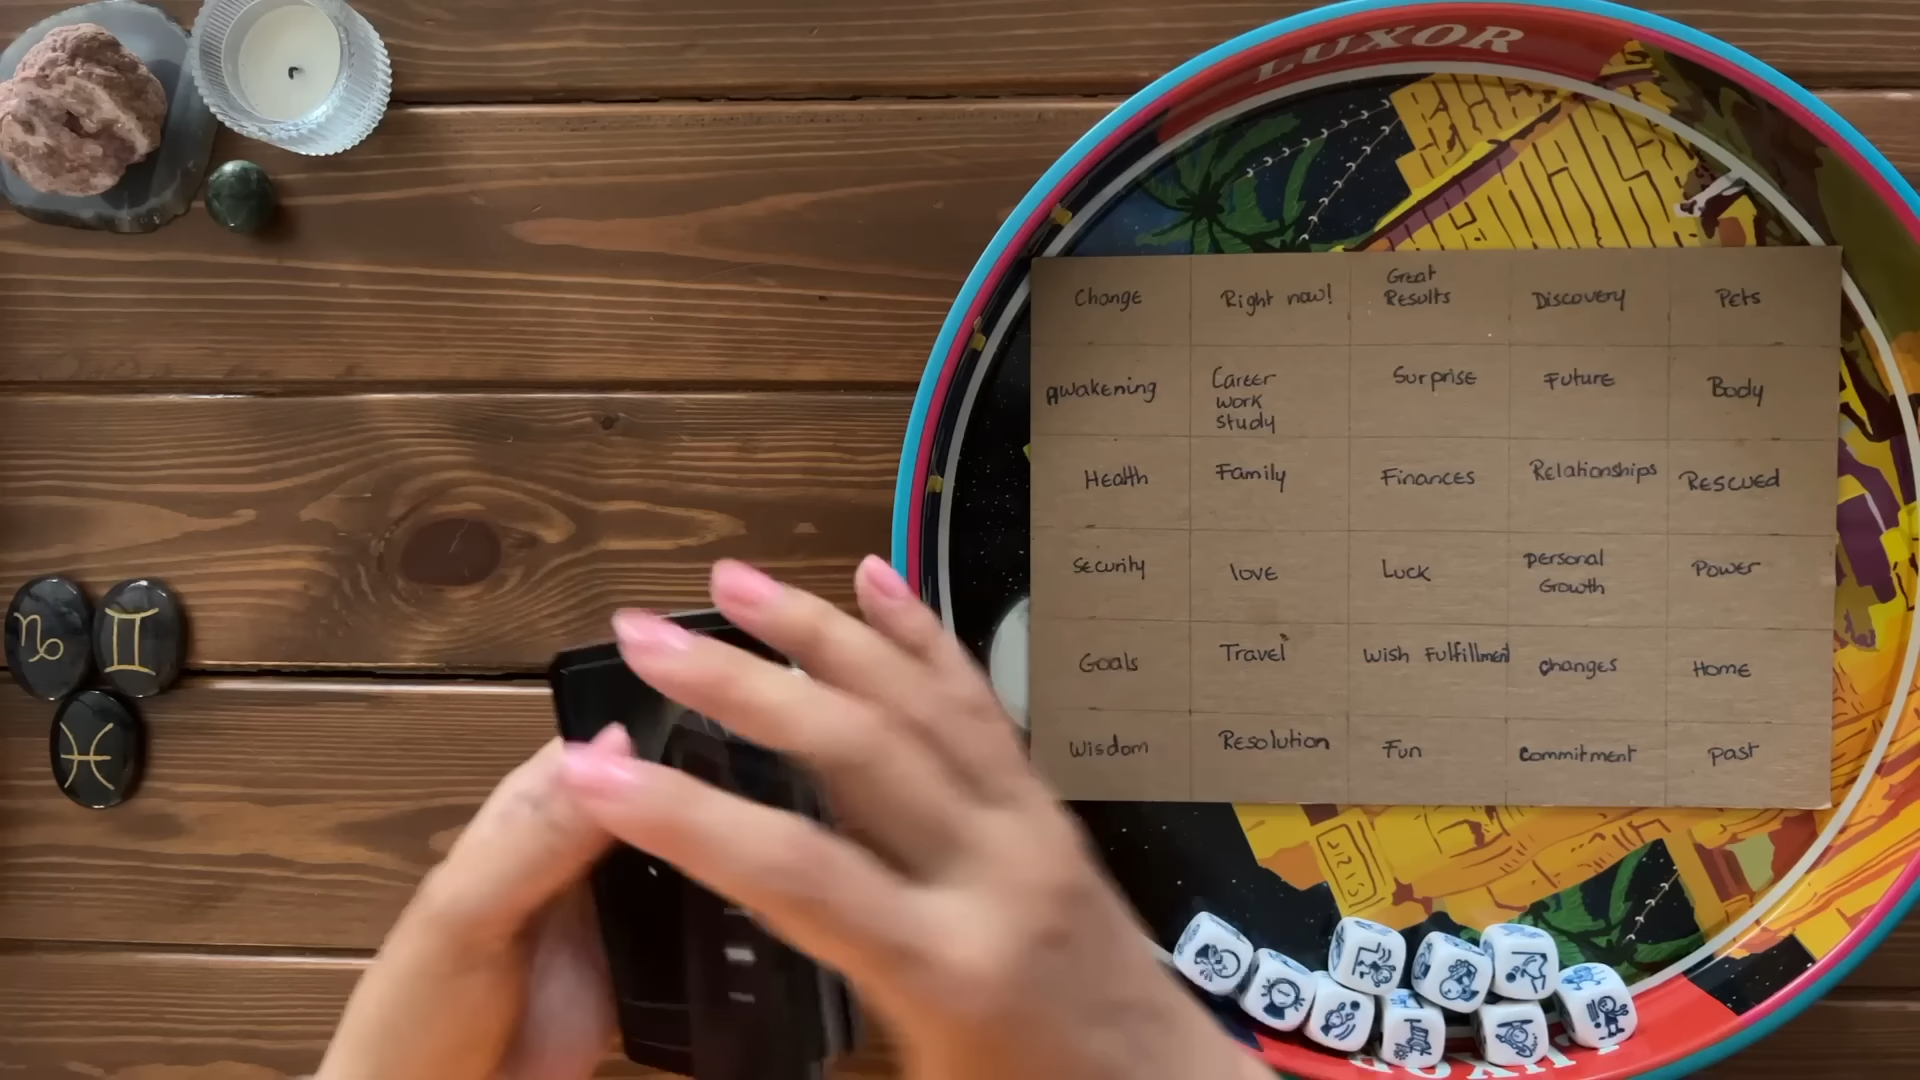 LUXOR
Change
Right now!
Great
Results
Discovery
Pets
Awakening
Career
work
study
Surprise
Future
Body
Health
Family
Finances
Relationships
Rescued
Security
love
Luck
personal
Growth
Power
Goals
Travel
Wish Fulfillment
changes
Home
Wisdom
Resolution
Fun
commitment
past
LUXOR